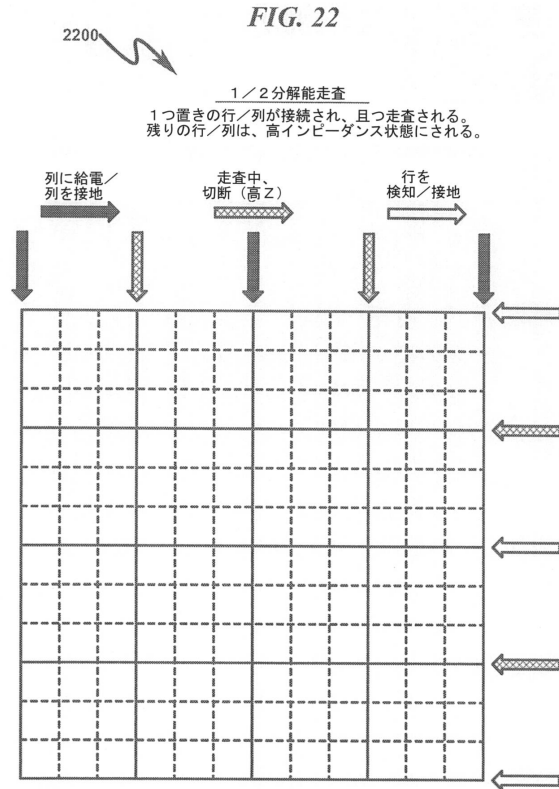 FIG. 22
2200
1/2分解能走査
1つ置きの行/列が接続され、且つ走査される。
残りの行/列は、高インピーダンス状態にされる。
列に給電/
列を接地
走査中、
切断(高Z)
行を
検知/接地